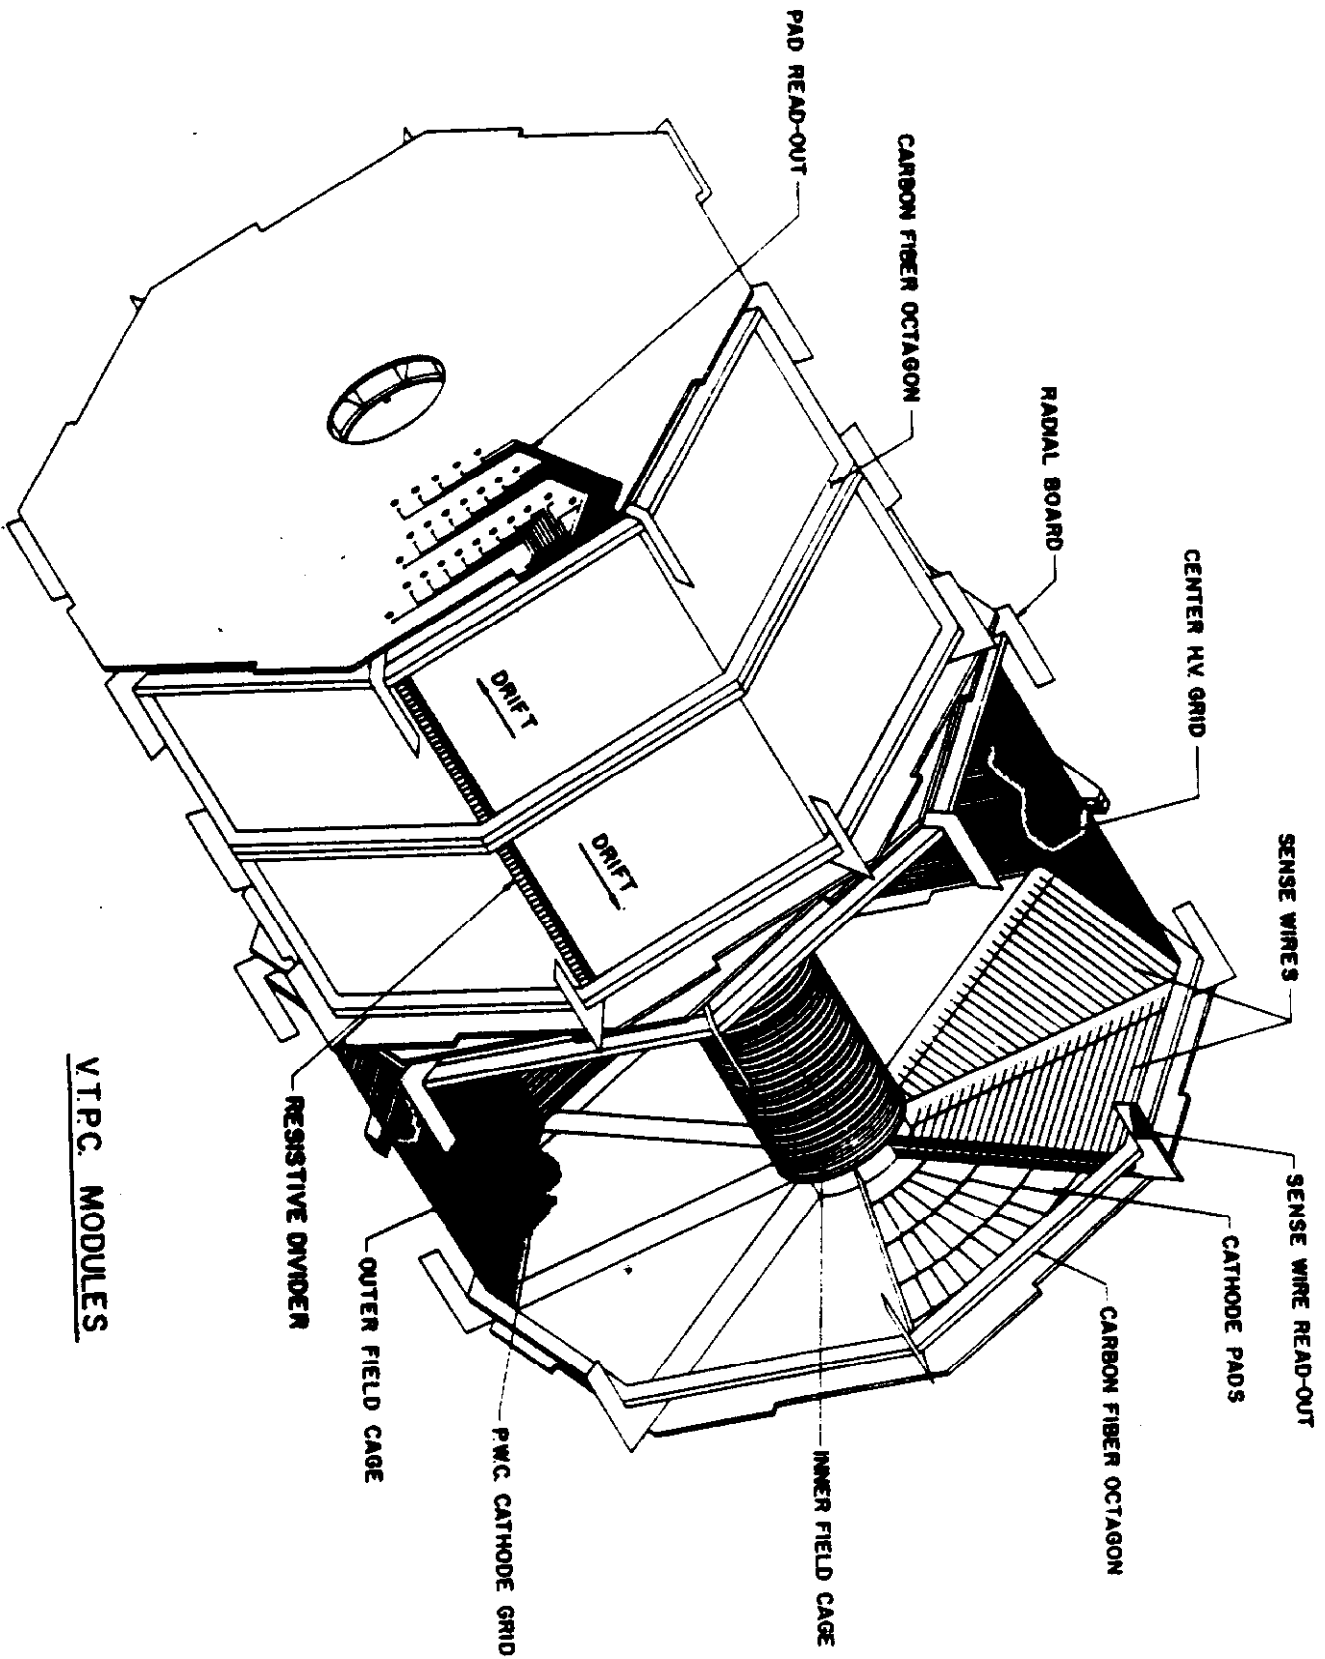 PAD READ-OUT
CARBON FIBER OCTAGON
RADIAL BOARD
CENTER H.V. GRID
SENSE WIRES
SENSE WIRE READ-OUT
CATHODE PADS
CARBON FIBER OCTAGON
INNER FIELD CAGE
P.W.C. CATHODE GRID
OUTER FIELD CAGE
RESISTIVE DIVIDER
DRIFT
DRIFT
V.T.P.C. MODULES